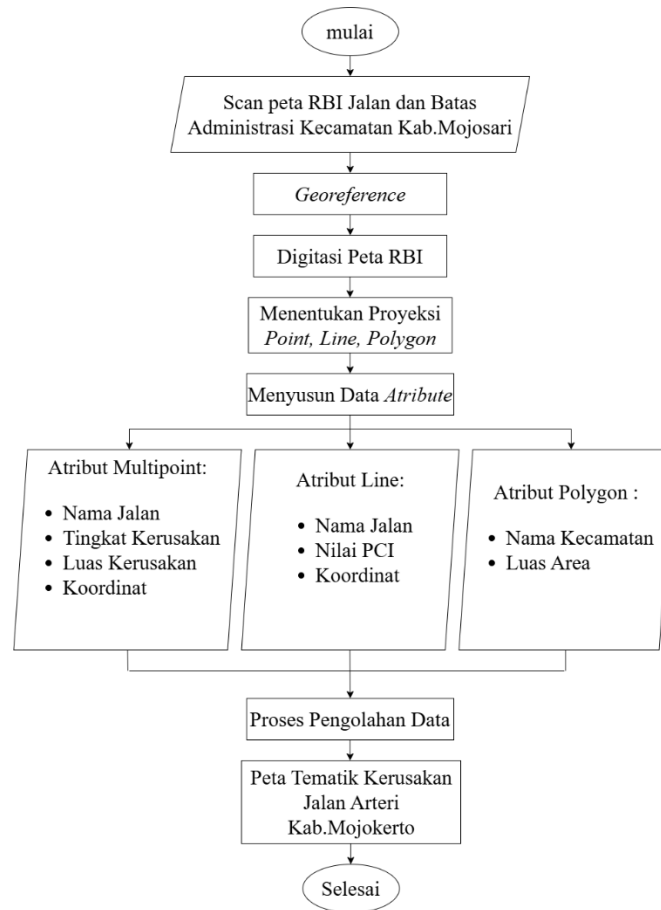 mulai
Scan peta RBI Jalan dan Batas
Administrasi Kecamatan Kab.Mojosari
Georeference
Digitasi Peta RBI
Menentukan Proyeksi
Point, Line, Polygon
Menyusun Data Atribute
Atribut Multipoint:
• Nama Jalan
• Tingkat Kerusakan
• Luas Kerusakan
• Koordinat
Atribut Line:
• Nama Jalan
• Nilai PCI
• Koordinat
Atribut Polygon :
• Nama Kecamatan
• Luas Area
Proses Pengolahan Data
Peta Tematik Kerusakan
Jalan Arteri
Kab.Mojokerto
Selesai